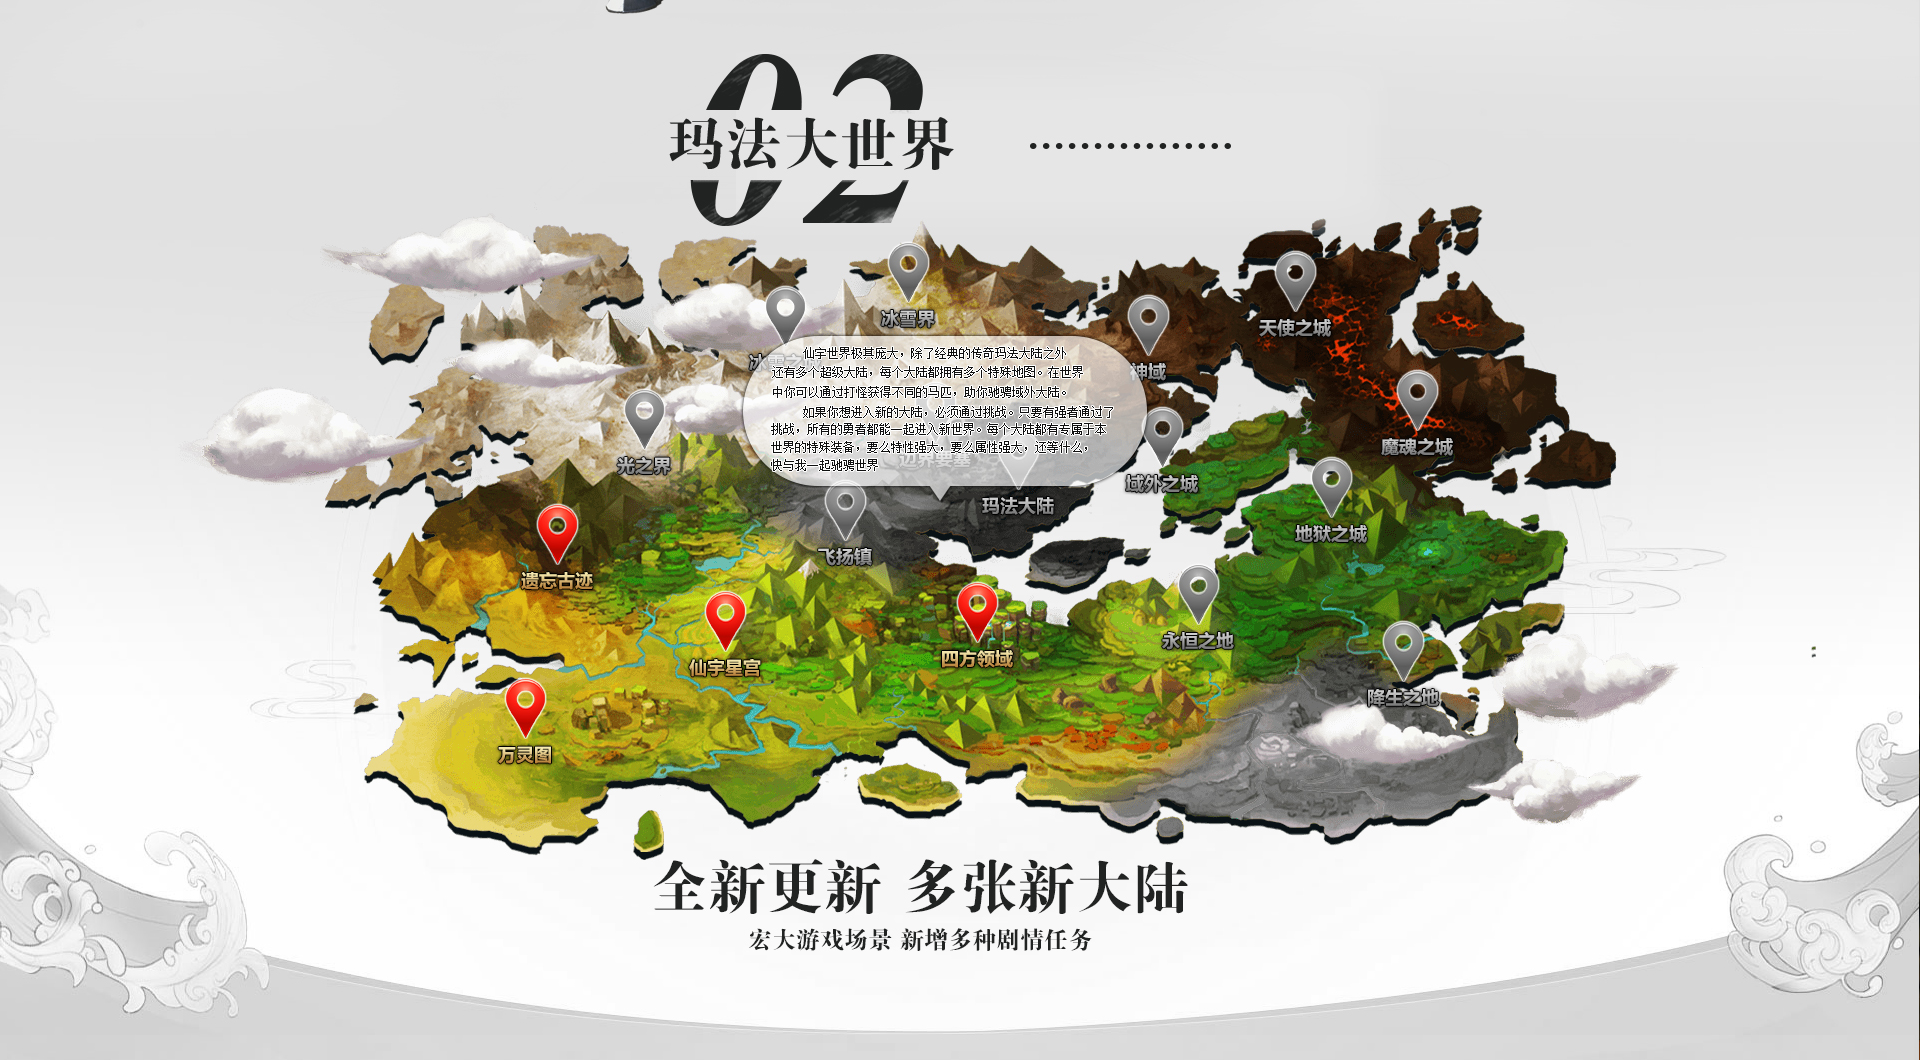 02
玛法大世界
冰雪界
天使之城
神域
仙宇世界极其庞大，除了经典的传奇玛法大陆之外
还有多个超级大陆，每个大陆都拥有多个特殊地图。在世界
中你可以通过打怪获得不同的马匹，助你驰骋域外大陆。
如果你想进入新的大陆，必须通过挑战。只要有强者通过了
挑战，所有的勇者都能一起进入新世界。每个大陆都有专属于本
世界的特殊装备，要么特性强大，要么属性强大，还等什么，
快与我一起驰骋世界
魔魂之城
光之界
边界要塞
域外之城
玛法大陆
地狱之城
飞扬镇
遗忘古迹
永恒之地
四方领域
仙宇星宫
降生之地
万灵图
全新更新 多张新大陆
宏大游戏场景 新增多种剧情任务